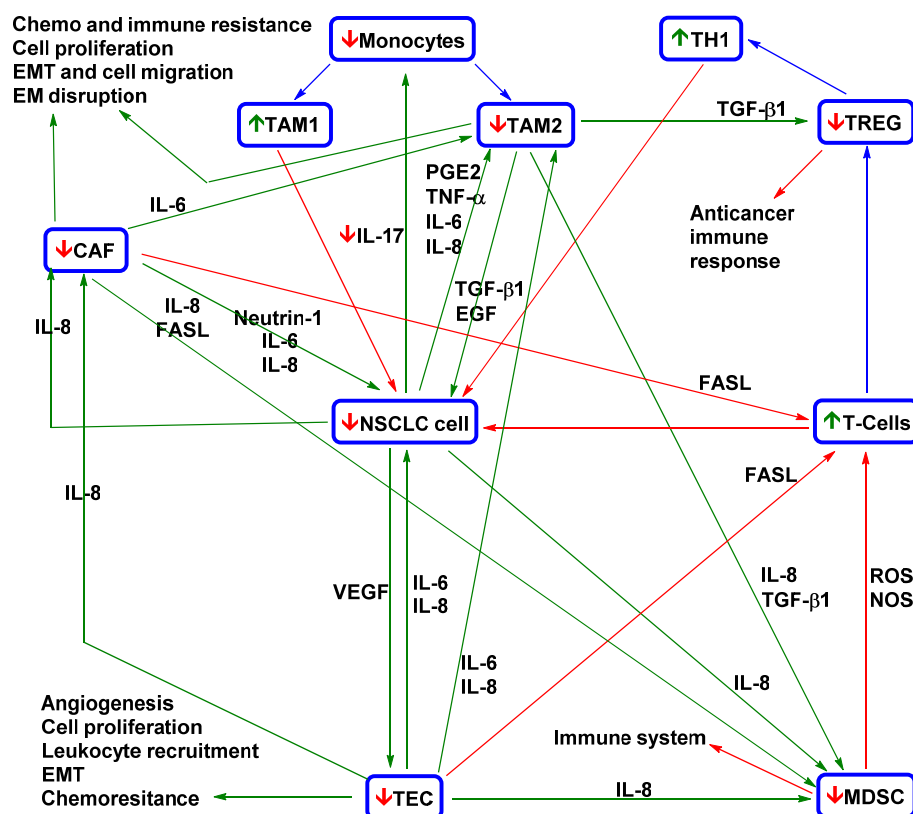 Chemo and immune resistance
Cell proliferation
EMT and cell migration
EM disruption
↓Monocytes
↑TH1
↑TAM1
↓TAM2
TGF-β1
↓TREG
PGE2
TNF-α
IL-6
IL-8
IL-6
↓IL-17
Anticancer
immune
response
↓CAF
IL-8
IL-8
FASL
Neutrin-1
IL-6
IL-8
TGF-β1
EGF
FASL
↓NSCLC cell
↑T-Cells
IL-8
FASL
VEGF
IL-6
IL-8
IL-8
TGF-β1
ROS
NOS
IL-6
IL-8
IL-8
Angiogenesis
Cell proliferation
Leukocyte recruitment
EMT
Chemoresitance
Immune system
↓TEC
IL-8
↓MDSC